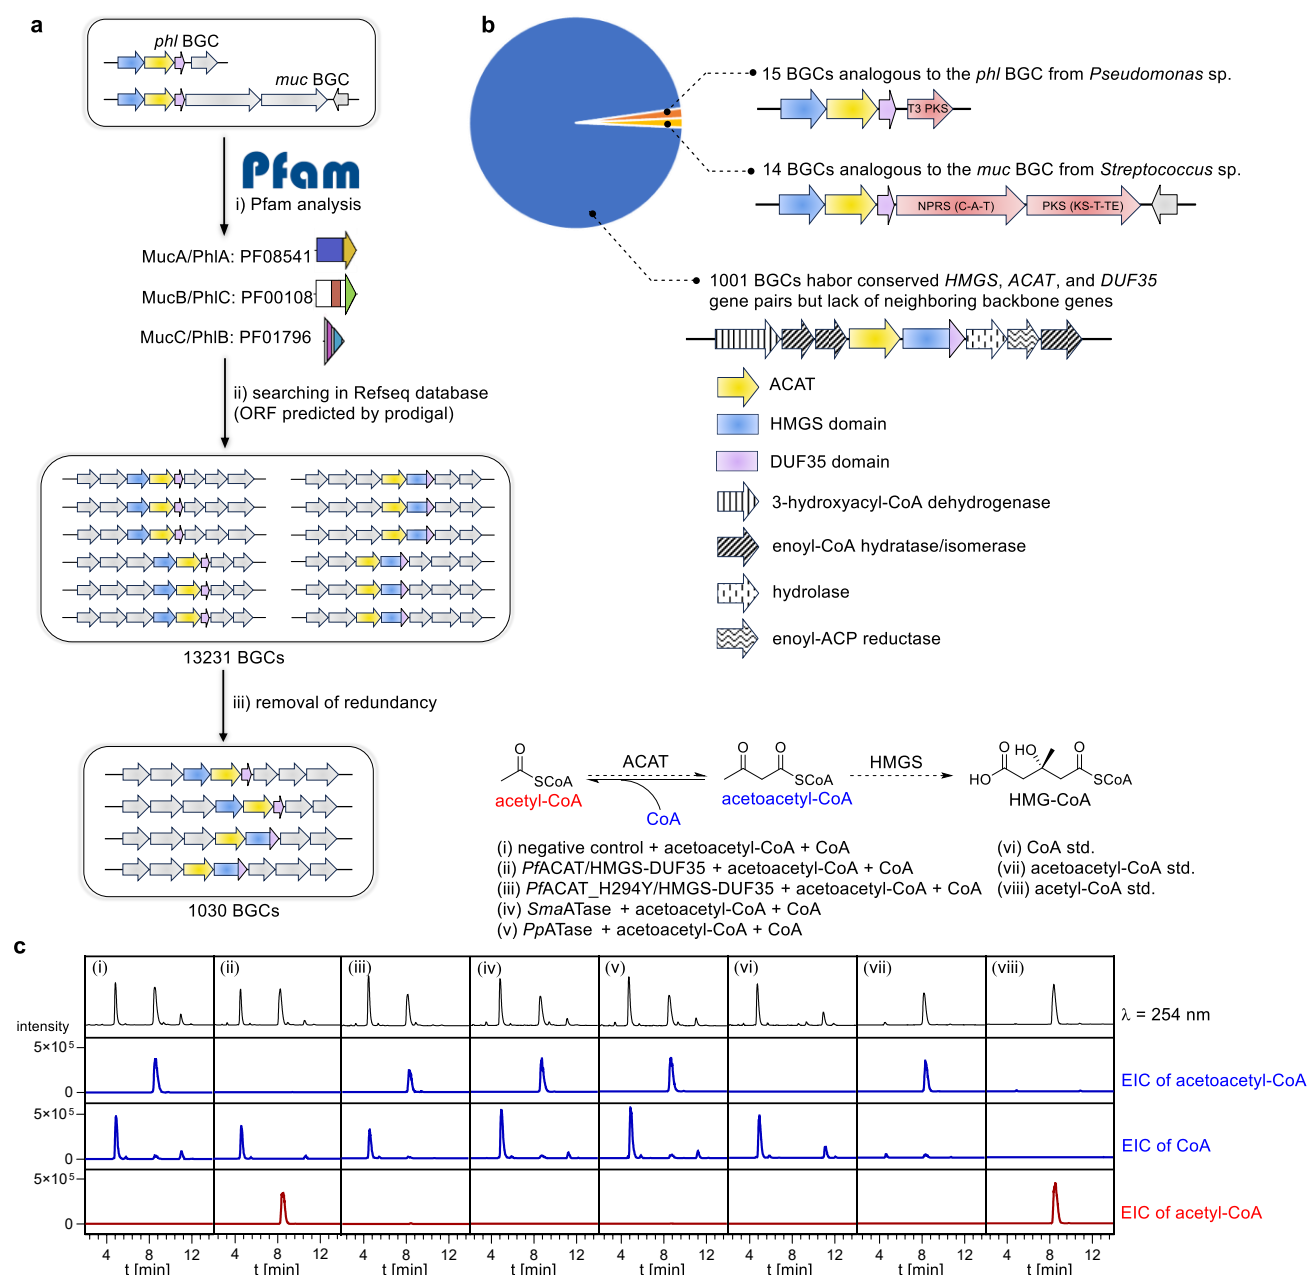 a
phl BGC
muc BGC
Pfam
i) Pfam analysis
MucA/PhlA: PF08541
MucB/PhlC: PF00108
MucC/PhlB: PF01796
ii) searching in Refseq database
(ORF predicted by prodigal)
13231 BGCs
iii) removal of redundancy
1030 BGCs
b
15 BGCs analogous to the phl BGC from Pseudomonas sp.
T3 PKS
14 BGCs analogous to the muc BGC from Streptococcus sp.
NPRS (C-A-T)
PKS (KS-T-TE)
1001 BGCs habor conserved HMGS, ACAT, and DUF35
gene pairs but lack of neighboring backbone genes
ACAT
HMGS domain
DUF35 domain
3-hydroxyacyl-CoA dehydrogenase
enoyl-CoA hydratase/isomerase
hydrolase
enoyl-ACP reductase
O
SCoA
acetyl-CoA
ACAT
CoA
O O
SCoA
acetoacetyl-CoA
HMGS
O HO O
HO SCoA
HMG-CoA
(i) negative control + acetoacetyl-CoA + CoA
(ii) PfACAT/HMGS-DUF35 + acetoacetyl-CoA + CoA
(iii) PfACAT_H294Y/HMGS-DUF35 + acetoacetyl-CoA + CoA
(iv) SmaATase + acetoacetyl-CoA + CoA
(v) PpATase + acetoacetyl-CoA + CoA
(vi) CoA std.
(vii) acetoacetyl-CoA std.
(viii) acetyl-CoA std.
c
(i) (ii) (iii) (iv) (v) (vi) (vii) (viii)
λ = 254 nm
intensity
5×10⁵
0
EIC of acetoacetyl-CoA
5×10⁵
0
EIC of CoA
5×10⁵
0
EIC of acetyl-CoA
4 8 12 4 8 12 4 8 12 4 8 12 4 8 12 4 8 12 4 8 12 4 8 12
t [min] t [min] t [min] t [min] t [min] t [min] t [min] t [min]